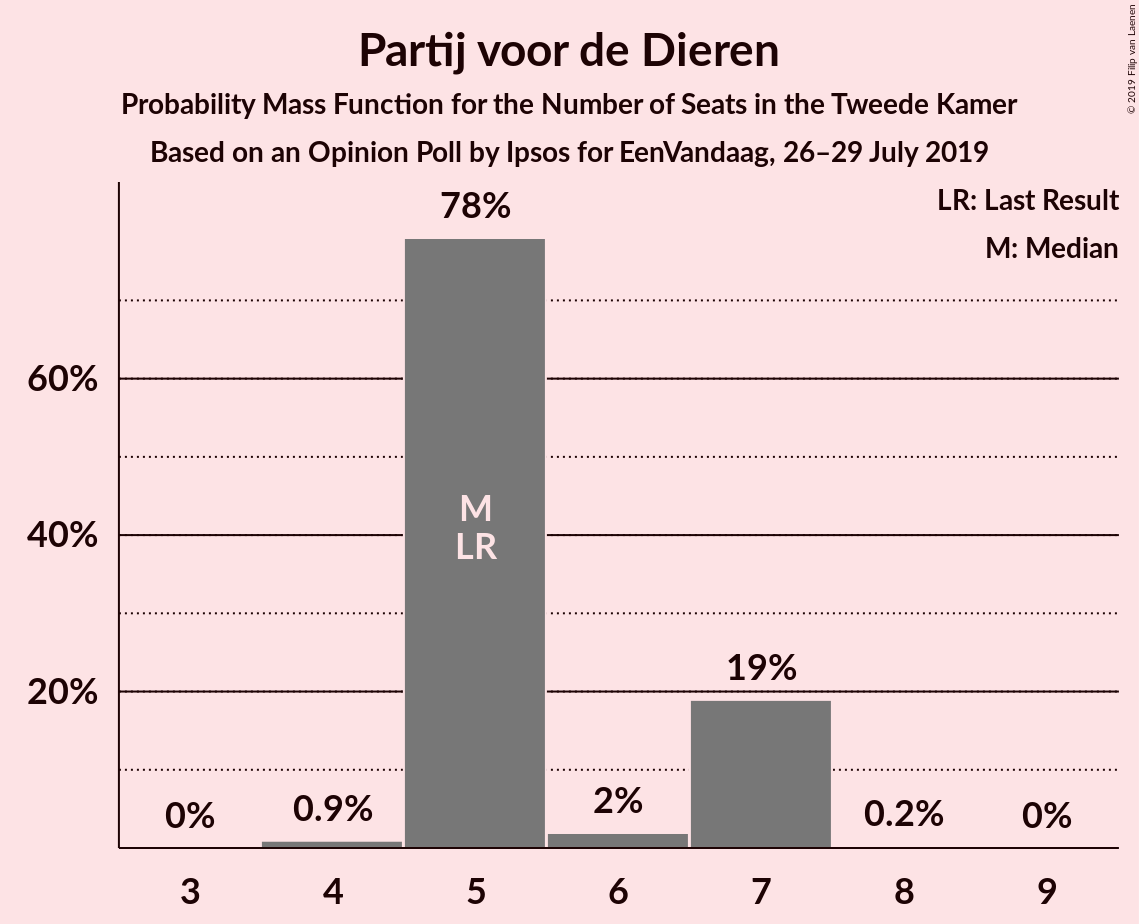 Partij voor de Dieren
Probability Mass Function for the Number of Seats in the Tweede Kamer
Based on an Opinion Poll by Ipsos for EenVandaag, 26–29 July 2019
© 2019 Filip van Laenen
LR: Last Result
M: Median
78%
60%
M
40%
LR
19%
20%
0%
0.9%
2%
0.2%
0%
3 4 5 6 7 8 9